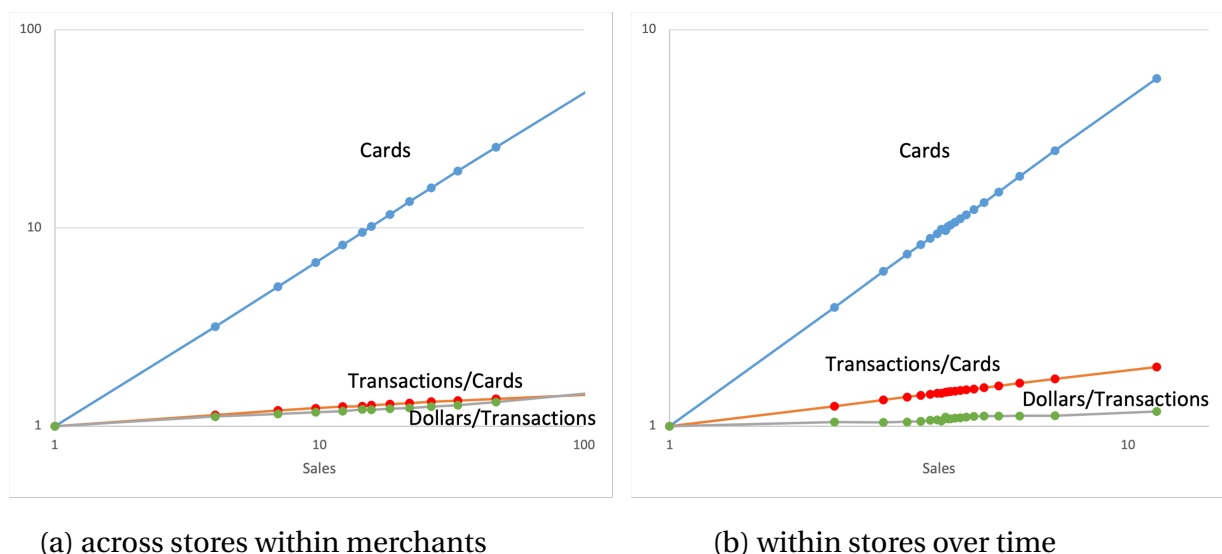 100
10
1
Cards
Transactions/Cards
Dollars/Transactions
1
10
100
Sales
10
1
Cards
Transactions/Cards
Dollars/Transactions
1
10
Sales
(a) across stores within merchants
(b) within stores over time